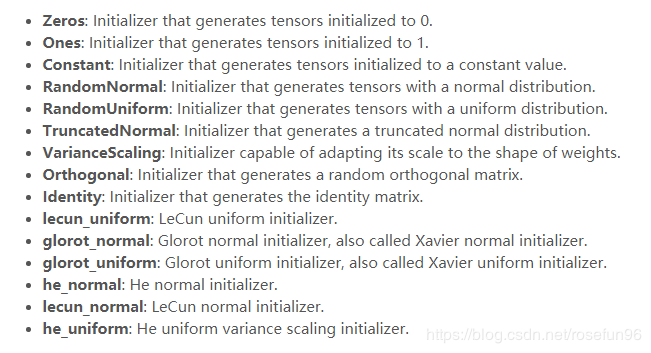 Zeros: Initializer that generates tensors initialized to 0.
Ones: Initializer that generates tensors initialized to 1.
Constant: Initializer that generates tensors initialized to a constant value.
RandomNormal: Initializer that generates tensors with a normal distribution.
RandomUniform: Initializer that generates tensors with a uniform distribution.
TruncatedNormal: Initializer that generates a truncated normal distribution.
VarianceScaling: Initializer capable of adapting its scale to the shape of weights.
Orthogonal: Initializer that generates a random orthogonal matrix.
Identity: Initializer that generates the identity matrix.
lecun_uniform: LeCun uniform initializer.
glorot_normal: Glorot normal initializer, also called Xavier normal initializer.
glorot_uniform: Glorot uniform initializer, also called Xavier uniform initializer.
he_normal: He normal initializer.
lecun_normal: LeCun normal initializer.
he_uniform: He uniform variance scaling initializer.
https://blog.csdn.net/rosefun96